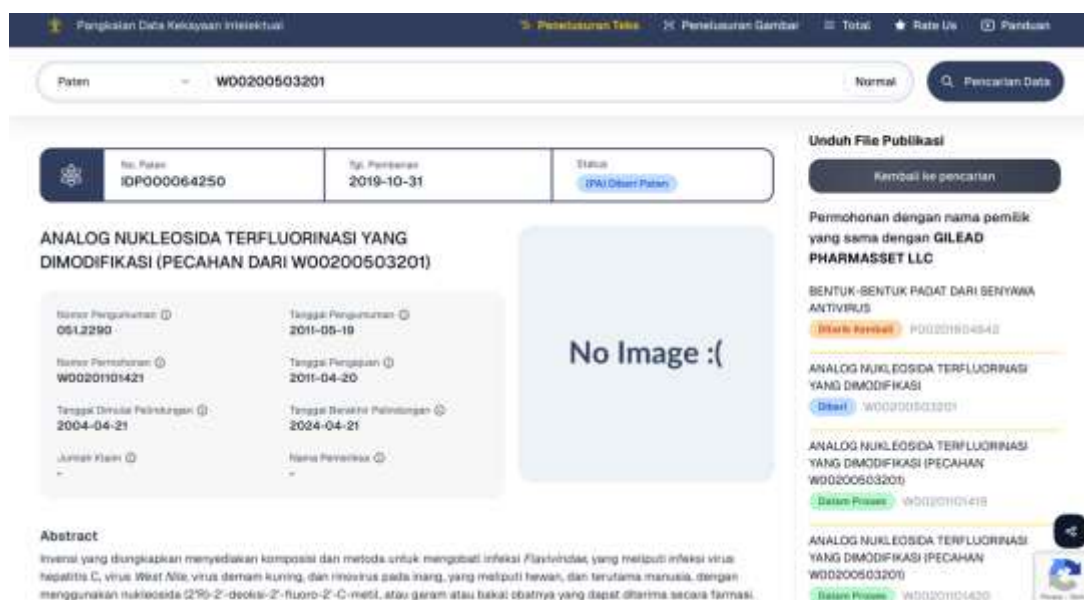 Pangkalan Data Kekayaan Intelektual
Penelusuran Teks
Penelusuran Gambar
Total
Rate Us
Panduan
Paten
W00200503201
Normal
Pencarian Data
No. Paten
IDP000064250
Tgl. Pemberian
2019-10-31
Status
(PA) Diberi Paten
ANALOG NUKLEOSIDA TERFLUORINASI YANG
DIMODIFIKASI (PECAHAN DARI W00200503201)
Nomor Pengumuman
051.2290
Tanggal Pengumuman
2011-05-19
Nomor Permohonan
W00201101421
Tanggal Pengajuan
2011-04-20
Tanggal Dimulai Pelindungan
2004-04-21
Tanggal Berakhir Pelindungan
2024-04-21
Jumlah Klaim
-
Nama Pemeriksa
-
No Image :(
Abstract
Invensi yang diungkapkan menyediakan komposisi dan metoda untuk mengobati infeksi Flaviviridae, yang meliputi infeksi virus
hepatitis C, virus West Nile, virus demam kuning, dan rinovirus pada inang, yang meliputi hewan, dan terutama manusia, dengan
menggunakan nukleosida (2'R)-2'-deoksi-2'-fluoro-2'-C-metil, atau garam atau bakal obatnya yang dapat diterima secara farmasi.
Unduh File Publikasi
Kembali ke pencarian
Permohonan dengan nama pemilik
yang sama dengan GILEAD
PHARMASSET LLC
BENTUK-BENTUK PADAT DARI SENYAWA
ANTIVIRUS
Ditarik Kembali P00201604642
ANALOG NUKLEOSIDA TERFLUORINASI
YANG DIMODIFIKASI
Diberi W00200503201
ANALOG NUKLEOSIDA TERFLUORINASI
YANG DIMODIFIKASI (PECAHAN
W00200503201)
Dalam Proses W00201101419
ANALOG NUKLEOSIDA TERFLUORINASI
YANG DIMODIFIKASI (PECAHAN
W00200503201)
Dalam Proses W00201101420